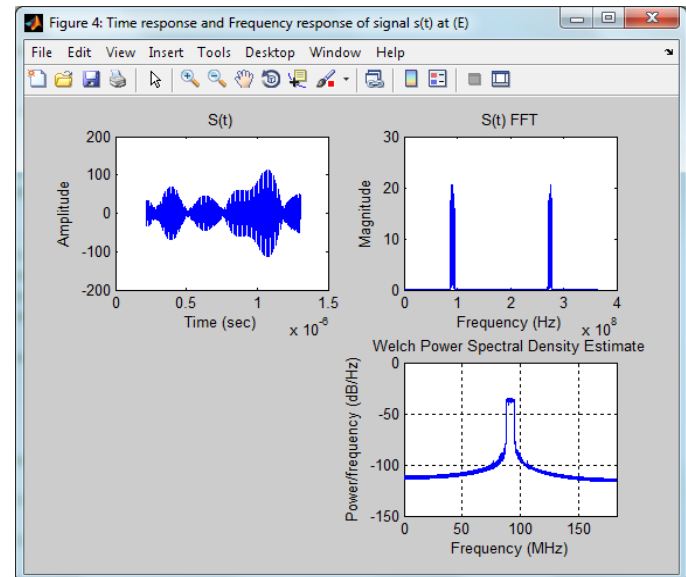 Figure 4: Time response and Frequency response of signal s(t) at (E)
File Edit View Insert Tools Desktop Window Help
S(t)
200
100
0
-100
-200
Amplitude
0 0.5 1 1.5
Time (sec)
x 10^-6
S(t) FFT
30
20
10
0
Magnitude
0 1 2 3 4
Frequency (Hz)
x 10^8
Welch Power Spectral Density Estimate
0
-50
-100
-150
Power/frequency (dB/Hz)
0 50 100 150
Frequency (MHz)